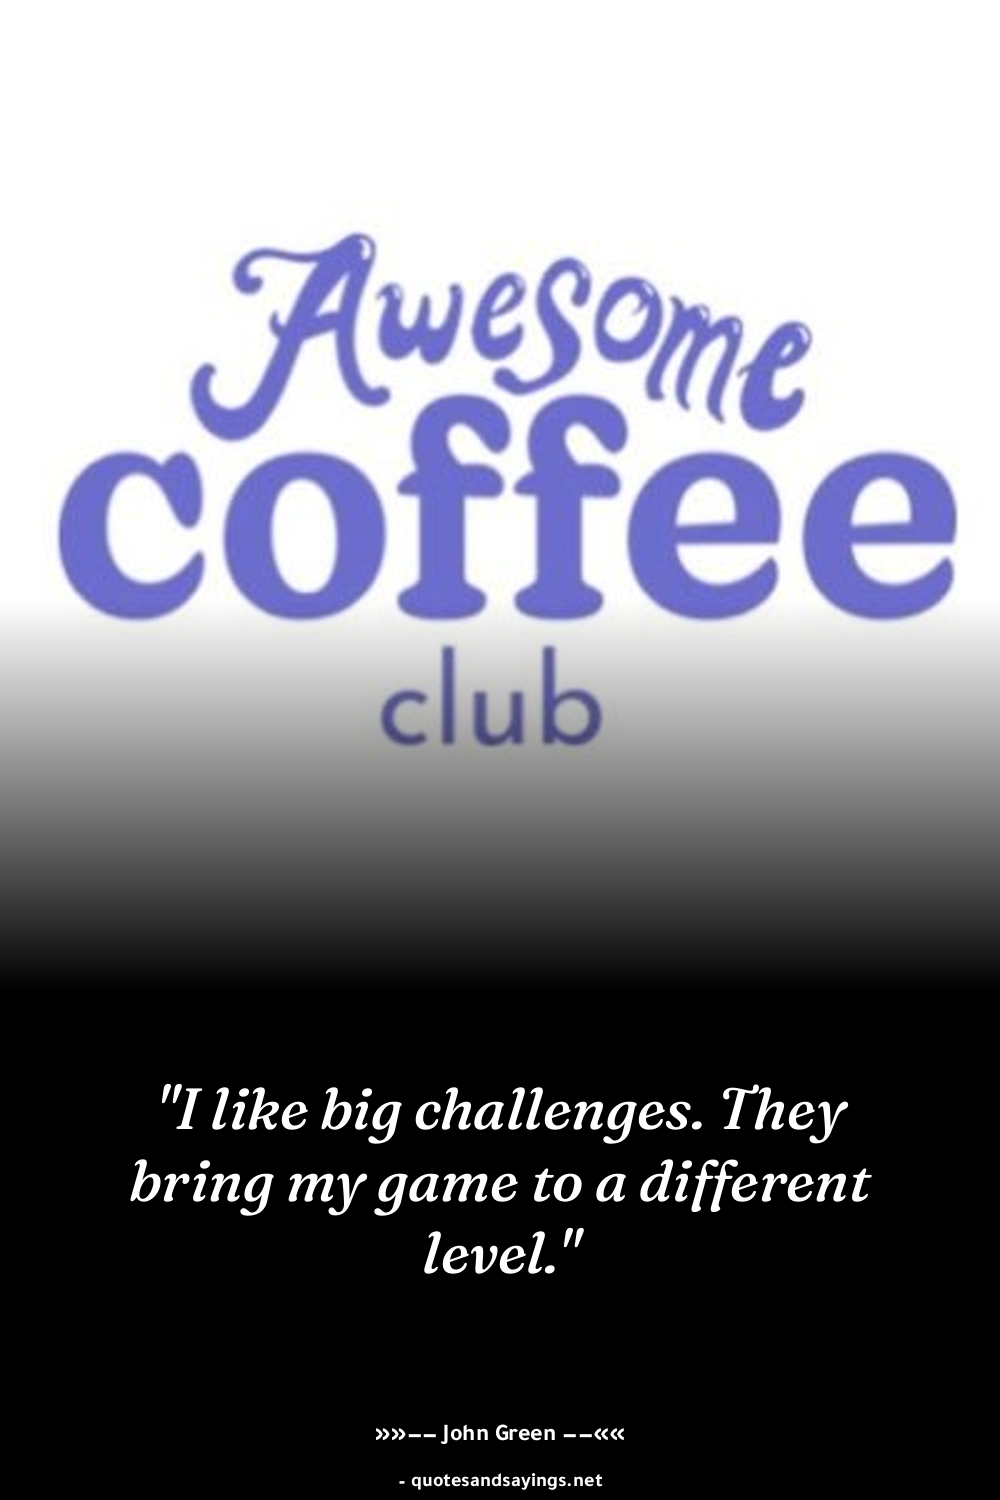 Awesome
coffee
club
"I like big challenges. They
bring my game to a different
level."
»»−− John Green −−««
- quotesandsayings.net